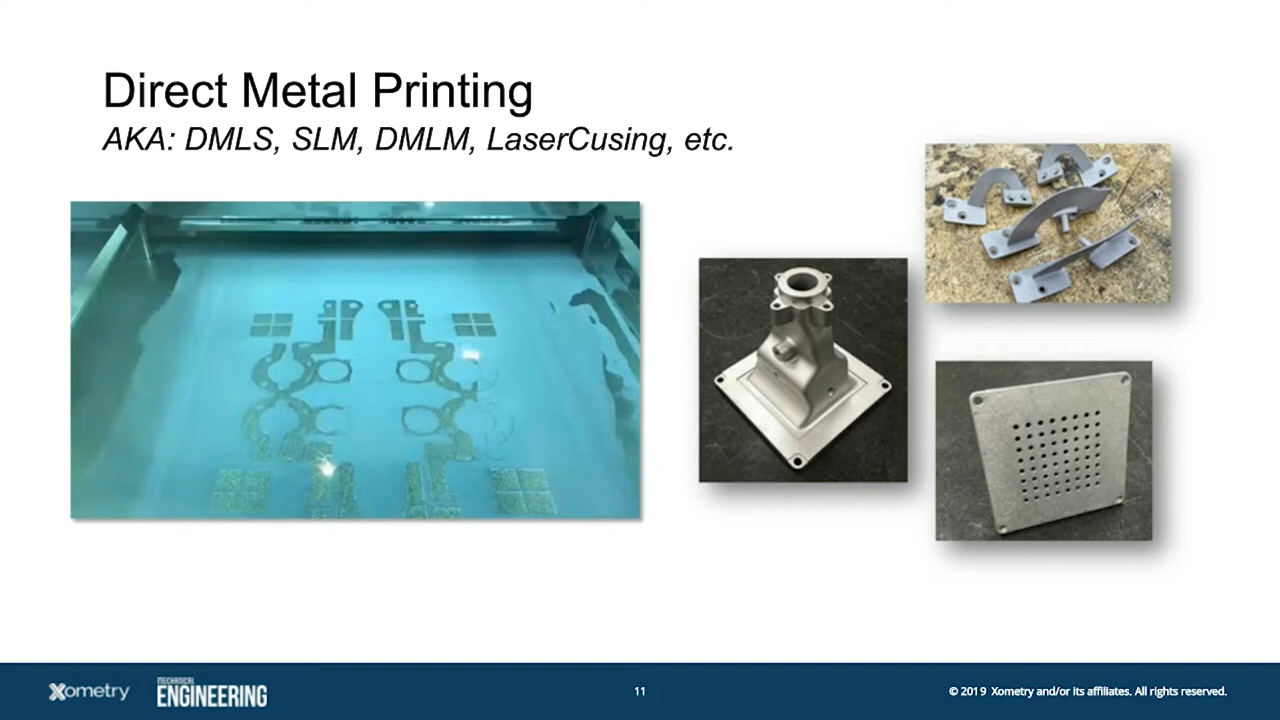 Direct Metal Printing
AKA: DMLS, SLM, DMLM, LaserCusing, etc.
Xometry
MECHANICAL
ENGINEERING
11
© 2019 Xometry and/or its affiliates. All rights reserved.